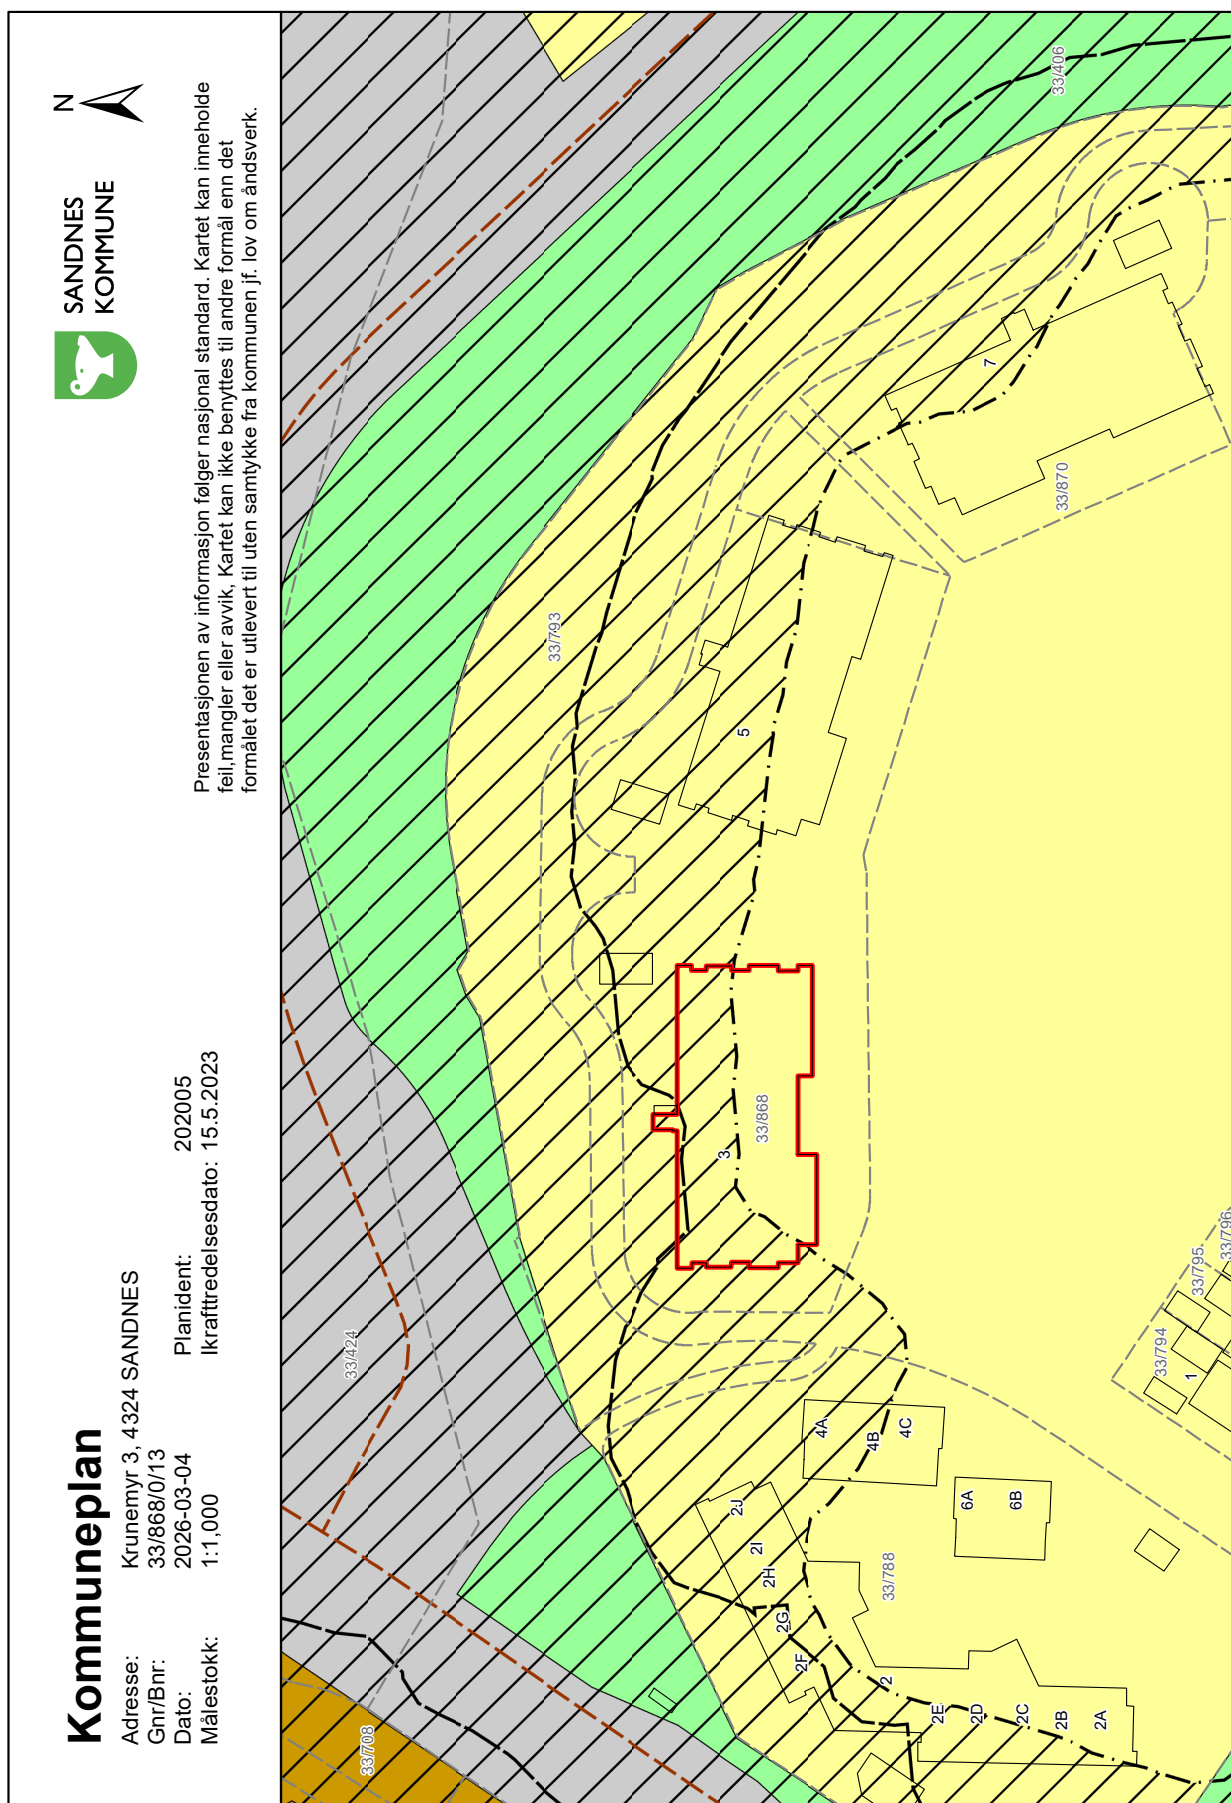 Kommuneplan
Adresse: Krunemyr 3, 4324 SANDNES
Gnr/Bnr: 33/868/0/13
Dato: 2026-03-04 Planident: 202005
Målestokk: 1:1,000 Ikrafttredelsesdato: 15.5.2023
SANDNES
KOMMUNE
N
Presentasjonen av informasjon følger nasjonal standard. Kartet kan inneholde
feil,mangler eller avvik, Kartet kan ikke benyttes til andre formål enn det
formålet det er utlevert til uten samtykke fra kommunen jf. lov om åndsverk.
33/708
33/424
33/793
33/406
33/868
33/870
33/788
33/794
33/795
33/796
3
5
7
1
2
2A
2B
2C
2D
2E
2F
2G
2H
2I
2J
4A
4B
4C
6A
6B